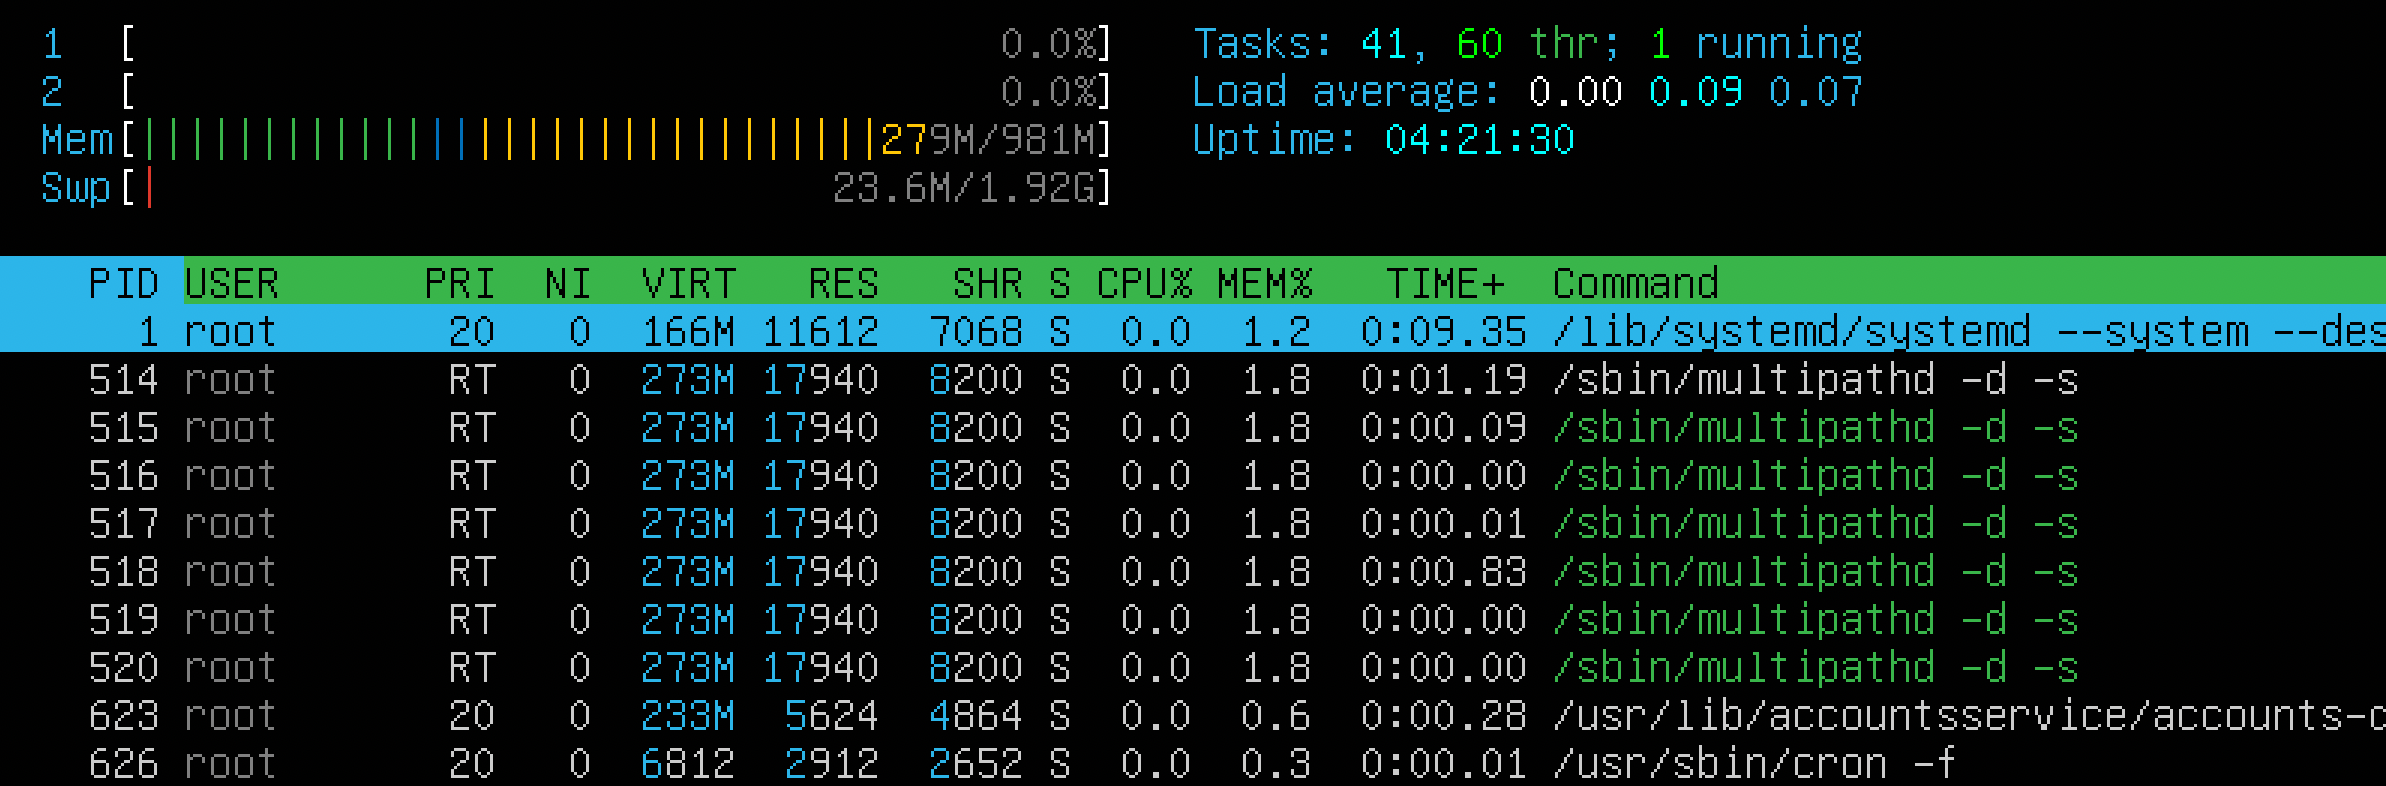 1 [ 0.0%] Tasks: 41, 60 thr; 1 running
2 [ 0.0%] Load average: 0.00 0.09 0.07
Mem[|||||||||||||||||||||||||||||||279M/981M] Uptime: 04:21:30
Swp[| 23.6M/1.92G]
PID USER PRI NI VIRT RES SHR S CPU% MEM% TIME+ Command
1 root 20 0 166M 11612 7068 S 0.0 1.2 0:09.35 /lib/systemd/systemd --system --des
514 root RT 0 273M 17940 8200 S 0.0 1.8 0:01.19 /sbin/multipathd -d -s
515 root RT 0 273M 17940 8200 S 0.0 1.8 0:00.09 /sbin/multipathd -d -s
516 root RT 0 273M 17940 8200 S 0.0 1.8 0:00.00 /sbin/multipathd -d -s
517 root RT 0 273M 17940 8200 S 0.0 1.8 0:00.01 /sbin/multipathd -d -s
518 root RT 0 273M 17940 8200 S 0.0 1.8 0:00.83 /sbin/multipathd -d -s
519 root RT 0 273M 17940 8200 S 0.0 1.8 0:00.00 /sbin/multipathd -d -s
520 root RT 0 273M 17940 8200 S 0.0 1.8 0:00.00 /sbin/multipathd -d -s
623 root 20 0 233M 5624 4864 S 0.0 0.6 0:00.28 /usr/lib/accountsservice/accounts-d
626 root 20 0 6812 2912 2652 S 0.0 0.3 0:00.01 /usr/sbin/cron -f